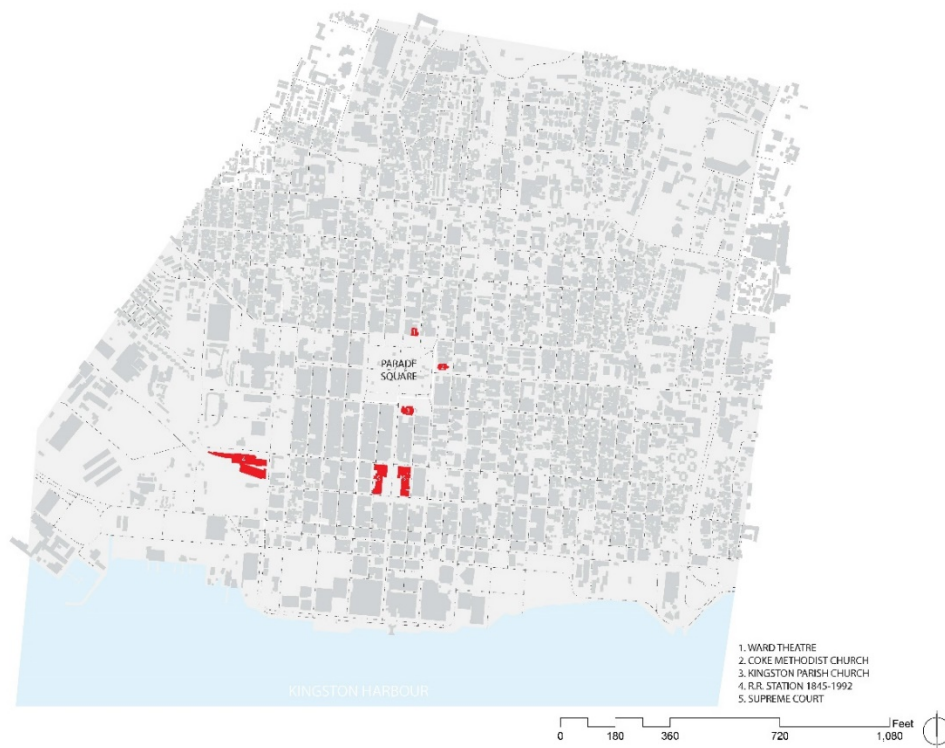 PARADE
SQUARE
KINGSTON HARBOUR
1. WARD THEATRE
2. COKE METHODIST CHURCH
3. KINGSTON PARISH CHURCH
4. R.R. STATION 1845-1992
5. SUPREME COURT
Feet
0 180 360 720 1,080